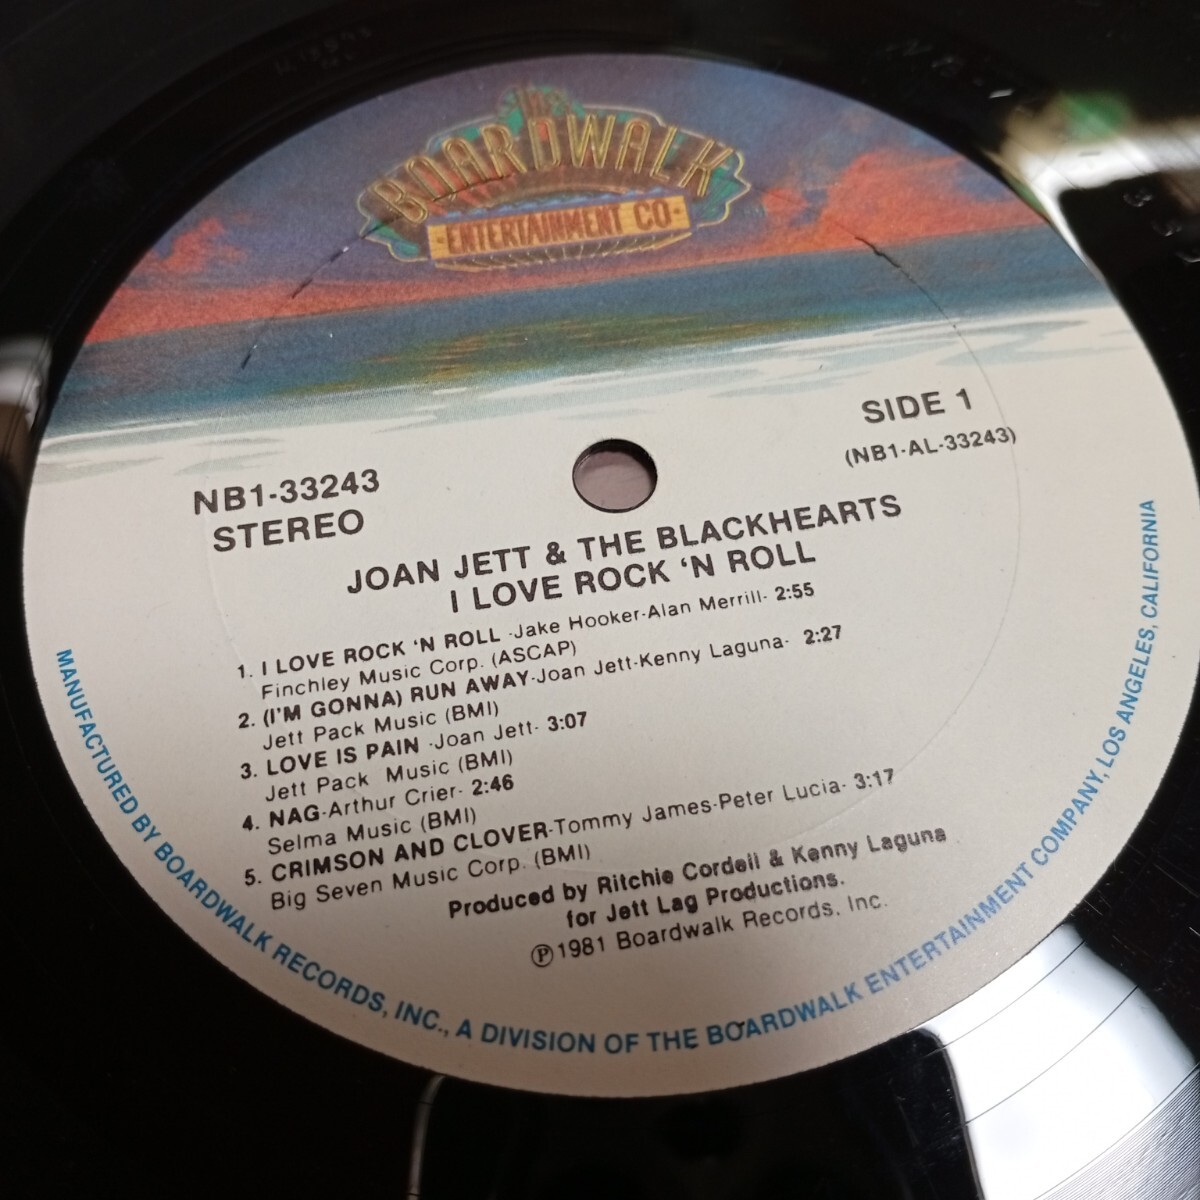 The
BOARDWALK
·ENTERTAINMENT CO·
SIDE 1
(NB1-AL-33243)
NB1-33243
STEREO
JOAN JETT & THE BLACKHEARTS
I LOVE ROCK 'N ROLL
1. I LOVE ROCK 'N ROLL -Jake Hooker-Alan Merrill- 2:55
Finchley Music Corp. (ASCAP)
2. (I'M GONNA) RUN AWAY-Joan Jett-Kenny Laguna- 2:27
Jett Pack Music (BMI)
3. LOVE IS PAIN -Joan Jett- 3:07
Jett Pack Music (BMI)
4. NAG-Arthur Crier- 2:46
Selma Music (BMI)
5. CRIMSON AND CLOVER-Tommy James-Peter Lucia- 3:17
Big Seven Music Corp. (BMI)
Produced by Ritchie Cordell & Kenny Laguna
for Jett Lag Productions.
℗1981 Boardwalk Records, Inc.
MANUFACTURED BY BOARDWALK RECORDS, INC., A DIVISION OF THE BOARDWALK ENTERTAINMENT COMPANY, LOS ANGELES, CALIFORNIA